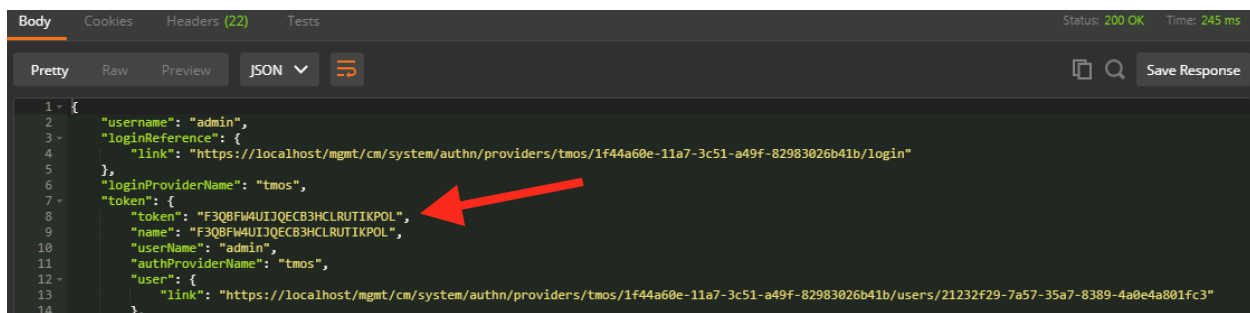 Body Cookies Headers (22) Tests Status: 200 OK Time: 245 ms
Pretty Raw Preview JSON Save Response
1 {
2 "username": "admin",
3 "loginReference": {
4 "link": "https://localhost/mgmt/cm/system/authn/providers/tmos/1f44a60e-11a7-3c51-a49f-82983026b41b/login"
5 },
6 "loginProviderName": "tmos",
7 "token": {
8 "token": "F3QBFW4UIJQECB3HCLRUTIKPOL",
9 "name": "F3QBFW4UIJQECB3HCLRUTIKPOL",
10 "userName": "admin",
11 "authProviderName": "tmos",
12 "user": {
13 "link": "https://localhost/mgmt/cm/system/authn/providers/tmos/1f44a60e-11a7-3c51-a49f-82983026b41b/users/21232f29-7a57-35a7-8389-4a0e4a801fc3"
14 },